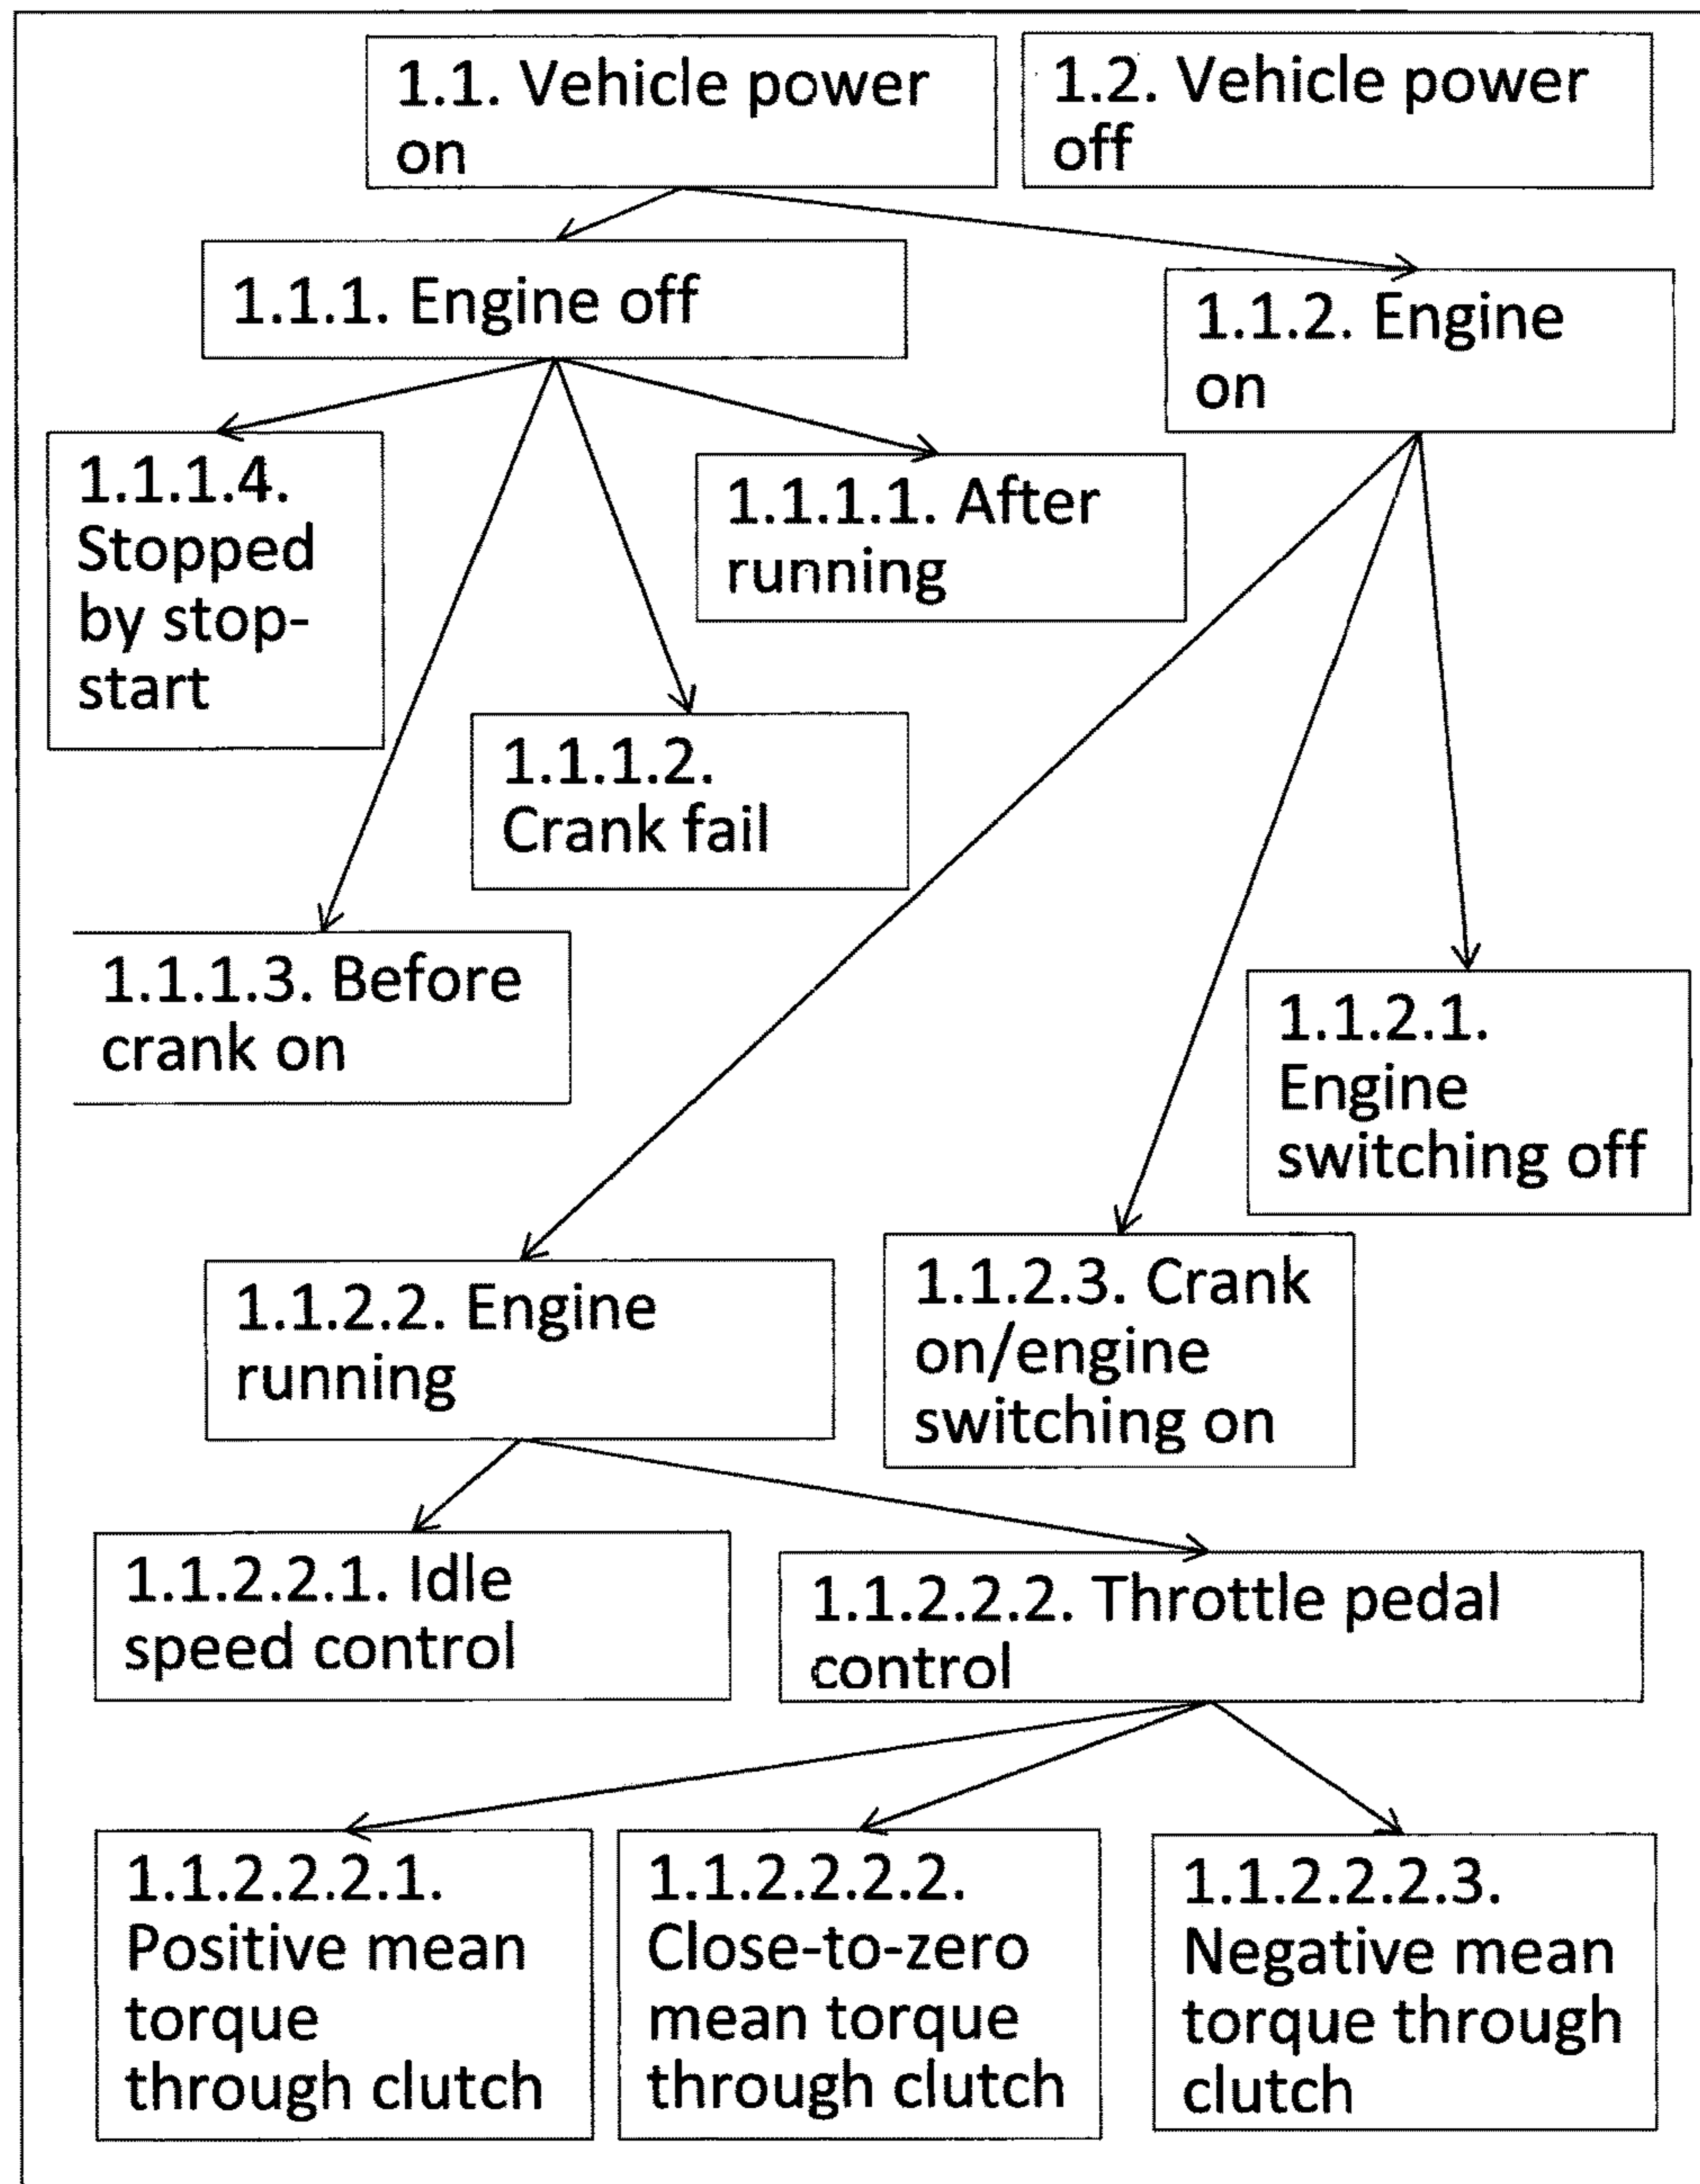 1.1. Vehicle power
on
1.2. Vehicle power
off
1.1.1. Engine off
1.1.2. Engine
on
1.1.1.4.
Stopped
by stop-
start
1.1.1.1. After
running
1.1.1.2.
Crank fail
1.1.1.3. Before
crank on
1.1.2.1.
Engine
switching off
1.1.2.2. Engine
running
1.1.2.3. Crank
on/engine
switching on
1.1.2.2.1. Idle
speed control
1.1.2.2.2. Throttle pedal
control
1.1.2.2.2.1.
Positive mean
torque
through clutch
1.1.2.2.2.2.
Close-to-zero
mean torque
through clutch
1.1.2.2.2.3.
Negative mean
torque through
clutch